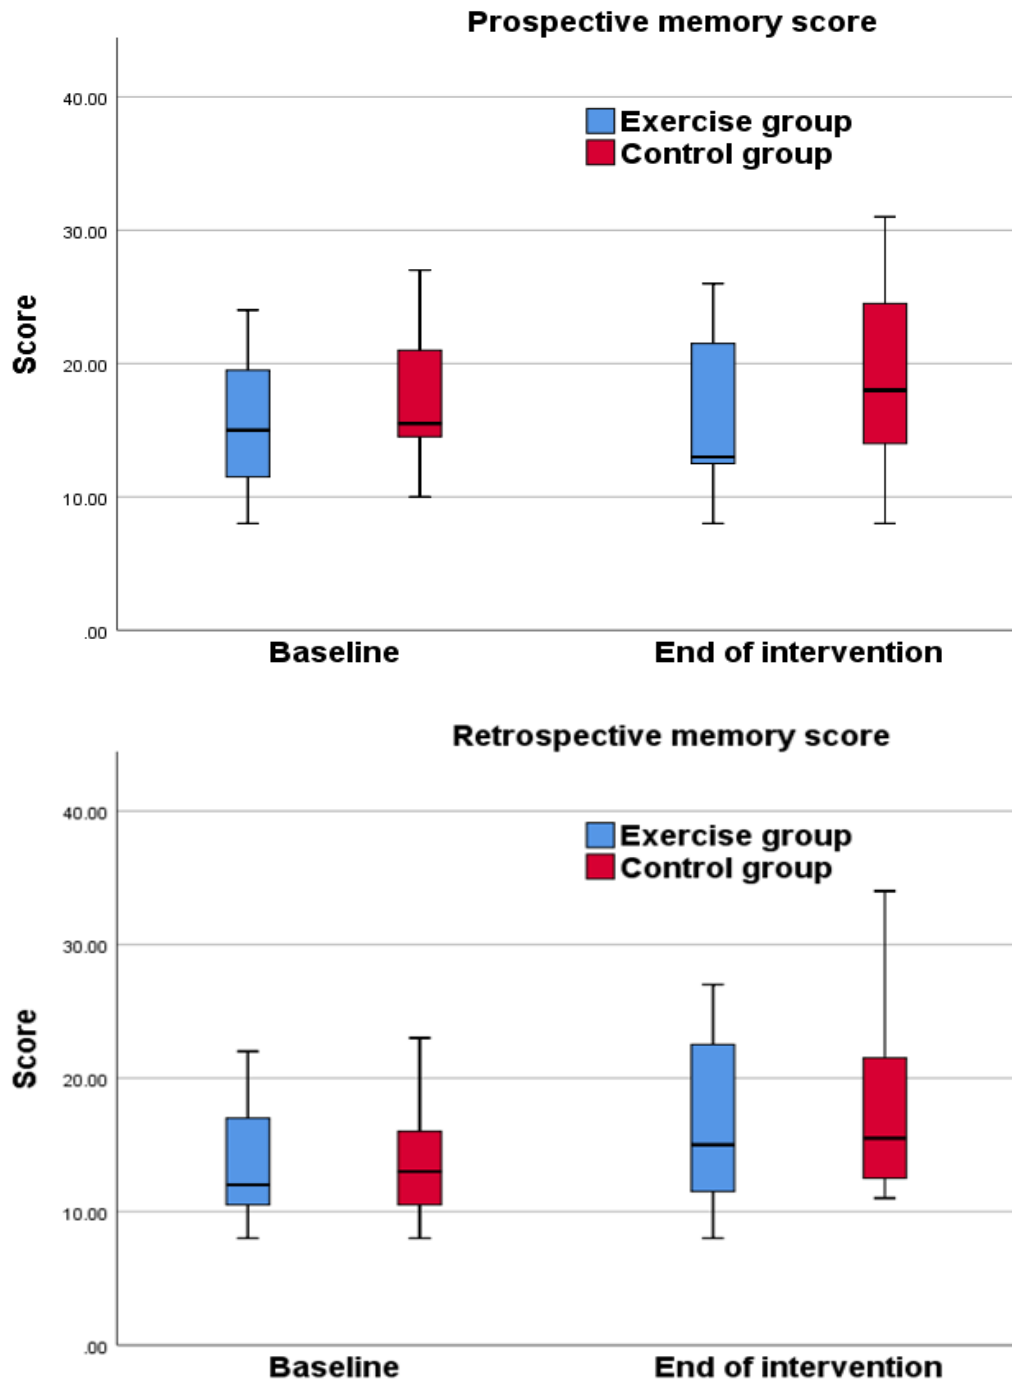 Prospective memory score
40.00
Exercise group
Control group
30.00
Score
20.00
10.00
.00
Baseline End of intervention
Retrospective memory score
40.00
Exercise group
Control group
30.00
Score
20.00
10.00
.00
Baseline End of intervention